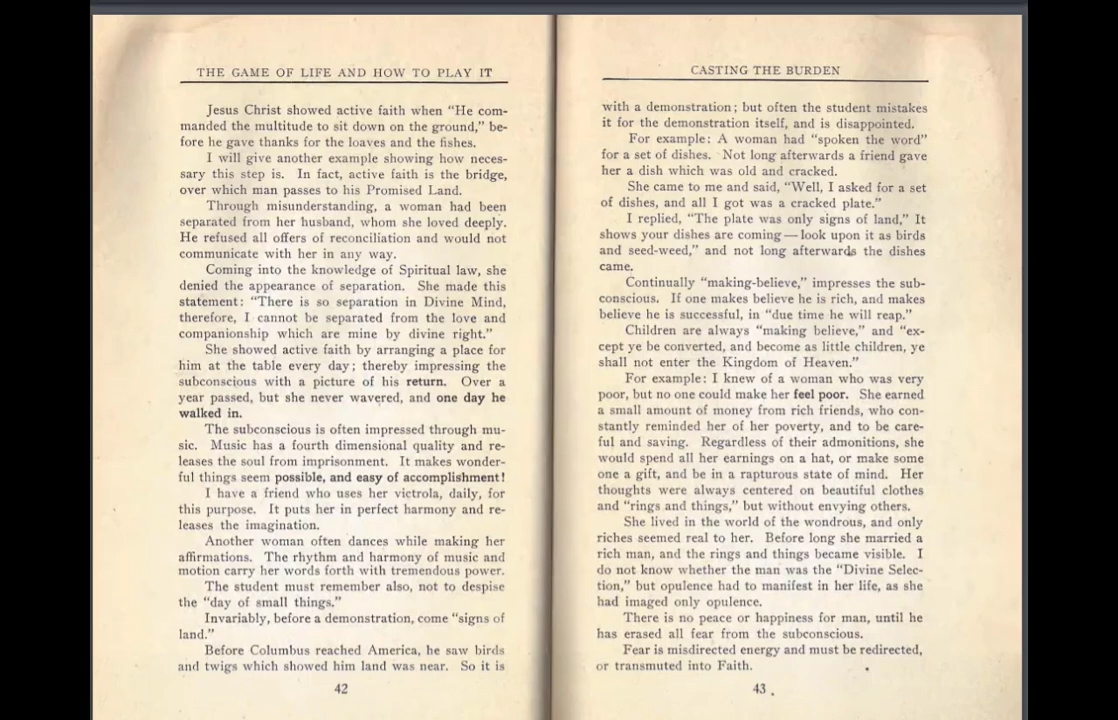 THE GAME OF LIFE AND HOW TO PLAY IT
Jesus Christ showed active faith when "He com-
manded the multitude to sit down on the ground," be-
fore he gave thanks for the loaves and the fishes.
I will give another example showing how neces-
sary this step is. In fact, active faith is the bridge,
over which man passes to his Promised Land.
Through misunderstanding, a woman had been
separated from her husband, whom she loved deeply.
He refused all offers of reconciliation and would not
communicate with her in any way.
Coming into the knowledge of Spiritual law, she
denied the appearance of separation. She made this
statement: "There is so separation in Divine Mind,
therefore, I cannot be separated from the love and
companionship which are mine by divine right."
She showed active faith by arranging a place for
him at the table every day; thereby impressing the
subconscious with a picture of his return. Over a
year passed, but she never wavered, and one day he
walked in.
The subconscious is often impressed through mu-
sic. Music has a fourth dimensional quality and re-
leases the soul from imprisonment. It makes wonder-
ful things seem possible, and easy of accomplishment!
I have a friend who uses her victrola, daily, for
this purpose. It puts her in perfect harmony and re-
leases the imagination.
Another woman often dances while making her
affirmations. The rhythm and harmony of music and
motion carry her words forth with tremendous power.
The student must remember also, not to despise
the "day of small things."
Invariably, before a demonstration, come "signs of
land."
Before Columbus reached America, he saw birds
and twigs which showed him land was near. So it is
42
CASTING THE BURDEN
with a demonstration; but often the student mistakes
it for the demonstration itself, and is disappointed.
For example: A woman had "spoken the word"
for a set of dishes. Not long afterwards a friend gave
her a dish which was old and cracked.
She came to me and said, "Well, I asked for a set
of dishes, and all I got was a cracked plate."
I replied, "The plate was only signs of land," It
shows your dishes are coming—look upon it as birds
and seed-weed," and not long afterwards the dishes
came.
Continually "making-believe," impresses the sub-
conscious. If one makes believe he is rich, and makes
believe he is successful, in "due time he will reap."
Children are always "making believe," and "ex-
cept ye be converted, and become as little children, ye
shall not enter the Kingdom of Heaven."
For example: I knew of a woman who was very
poor, but no one could make her feel poor. She earned
a small amount of money from rich friends, who con-
stantly reminded her of her poverty, and to be care-
ful and saving. Regardless of their admonitions, she
would spend all her earnings on a hat, or make some
one a gift, and be in a rapturous state of mind. Her
thoughts were always centered on beautiful clothes
and "rings and things," but without envying others.
She lived in the world of the wondrous, and only
riches seemed real to her. Before long she married a
rich man, and the rings and things became visible. I
do not know whether the man was the "Divine Selec-
tion," but opulence had to manifest in her life, as she
had imaged only opulence.
There is no peace or happiness for man, until he
has erased all fear from the subconscious.
Fear is misdirected energy and must be redirected,
or transmuted into Faith.
43